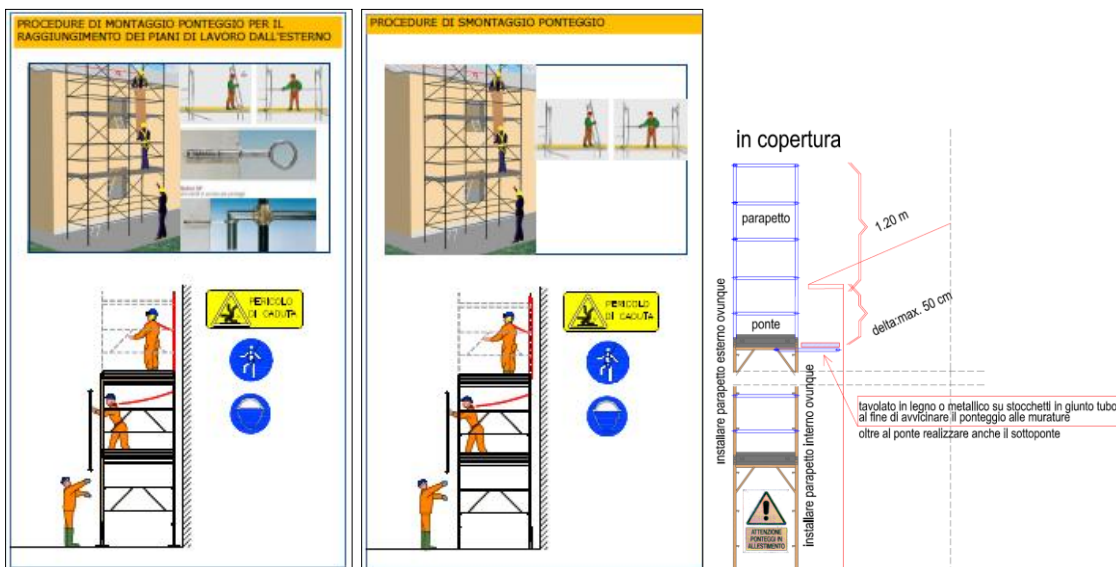 PROCEDURE DI MONTAGGIO PONTEGGIO PER IL
RAGGIUNGIMENTO DEI PIANI DI LAVORO DALL'ESTERNO
PERICOLO
DI CADUTA
PROCEDURE DI SMONTAGGIO PONTEGGIO
PERICOLO
DI CADUTA
in copertura
parapetto
1.20 m
ponte
delta:max. 50 cm
installare parapetto esterno ovunque
installare parapetto interno ovunque
tavolato in legno o metallico su stocchetti in giunto tubo
al fine di avvicinare il ponteggio alle murature
oltre al ponte realizzare anche il sottoponte
ATTENZIONE
PONTEGGI IN
ALLESTIMENTO